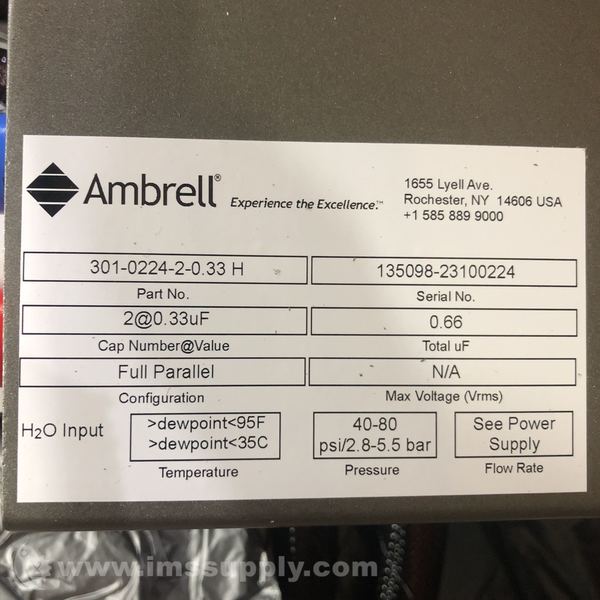 Ambrell®
Experience the Excellence.™
1655 Lyell Ave.
Rochester, NY 14606 USA
+1 585 889 9000
301-0224-2-0.33 H
135098-23100224
Part No.
Serial No.
2@0.33uF
0.66
Cap Number@Value
Total uF
Full Parallel
N/A
Configuration
Max Voltage (Vrms)
H2O Input
>dewpoint<95F
>dewpoint<35C
40-80
psi/2.8-5.5 bar
See Power
Supply
Temperature
Pressure
Flow Rate
www.imssupply.com